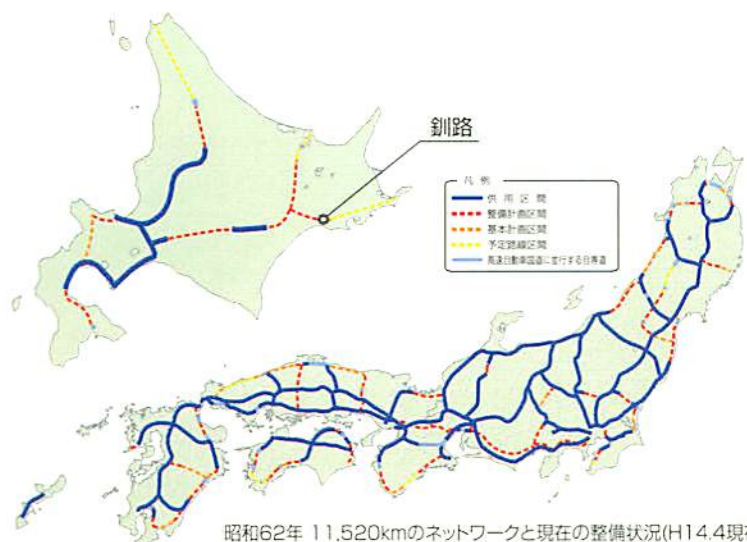 釧路
凡例
供用区間
整備計画区間
基本計画区間
予定路線区間
高速自動車国道に並行する自専道
昭和62年 11,520kmのネットワークと現在の整備状況(H14.4現在